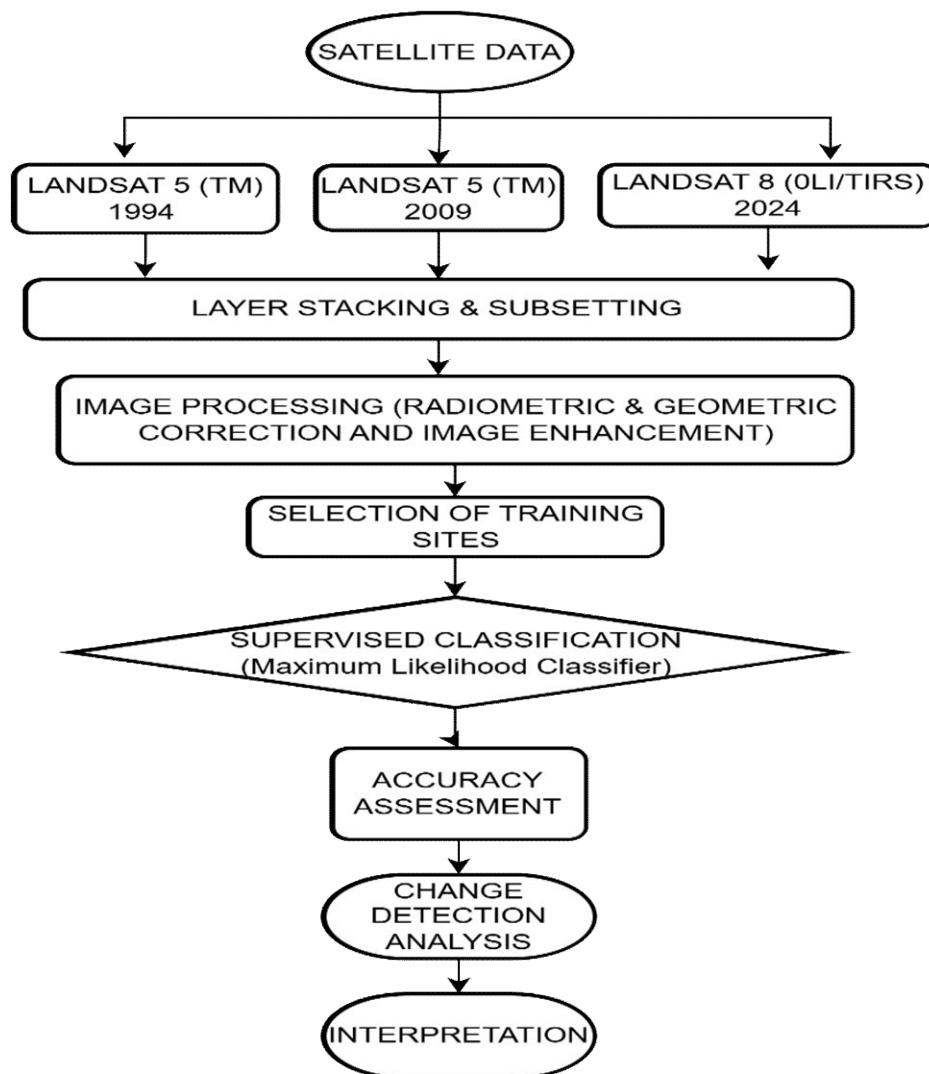 SATELLITE DATA
LANDSAT 5 (TM)
1994
LANDSAT 5 (TM)
2009
LANDSAT 8 (0LI/TIRS)
2024
LAYER STACKING & SUBSETTING
IMAGE PROCESSING (RADIOMETRIC & GEOMETRIC
CORRECTION AND IMAGE ENHANCEMENT)
SELECTION OF TRAINING
SITES
SUPERVISED CLASSIFICATION
(Maximum Likelihood Classifier)
ACCURACY
ASSESSMENT
CHANGE
DETECTION
ANALYSIS
INTERPRETATION